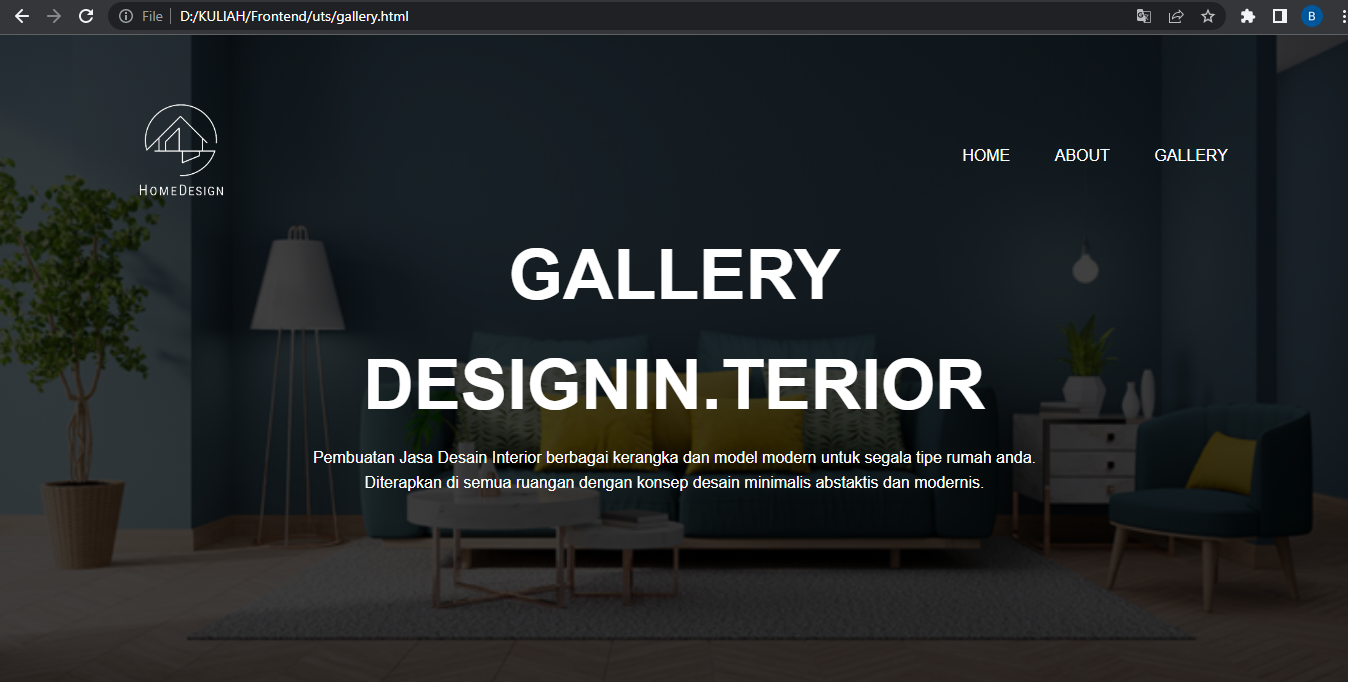 File
D:/KULIAH/Frontend/uts/gallery.html
B
HOMEDESIGN
HOME
ABOUT
GALLERY
GALLERY
DESIGNIN.TERIOR
Pembuatan Jasa Desain Interior berbagai kerangka dan model modern untuk segala tipe rumah anda.
Diterapkan di semua ruangan dengan konsep desain minimalis abstaktis dan modernis.